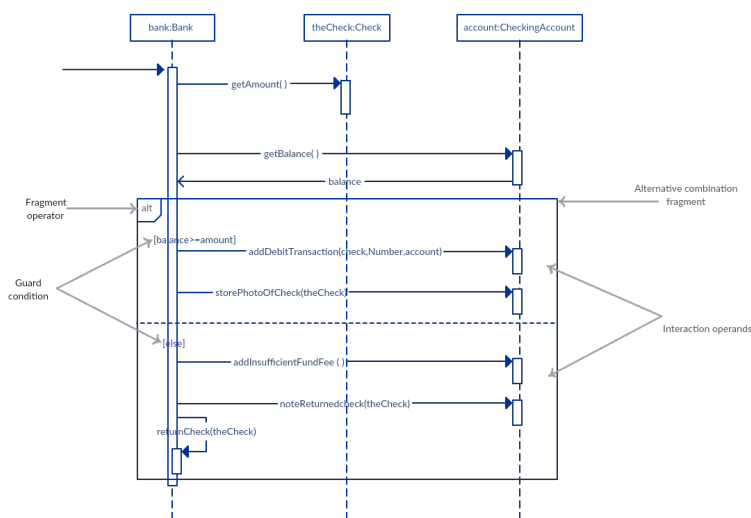 bank:Bank
theCheck:Check
account:CheckingAccount
getAmount( )
getBalance( )
balance
Alternative combination
fragment
Fragment
operator
alt
[balance>=amount]
addDebitTransaction(check,Number,account)
Guard
condition
storePhotoOfCheck(theCheck)
Interaction operands
[else]
addInsufficientFundFee ( )
noteReturnedcheck(theCheck)
returnCheck(theCheck)